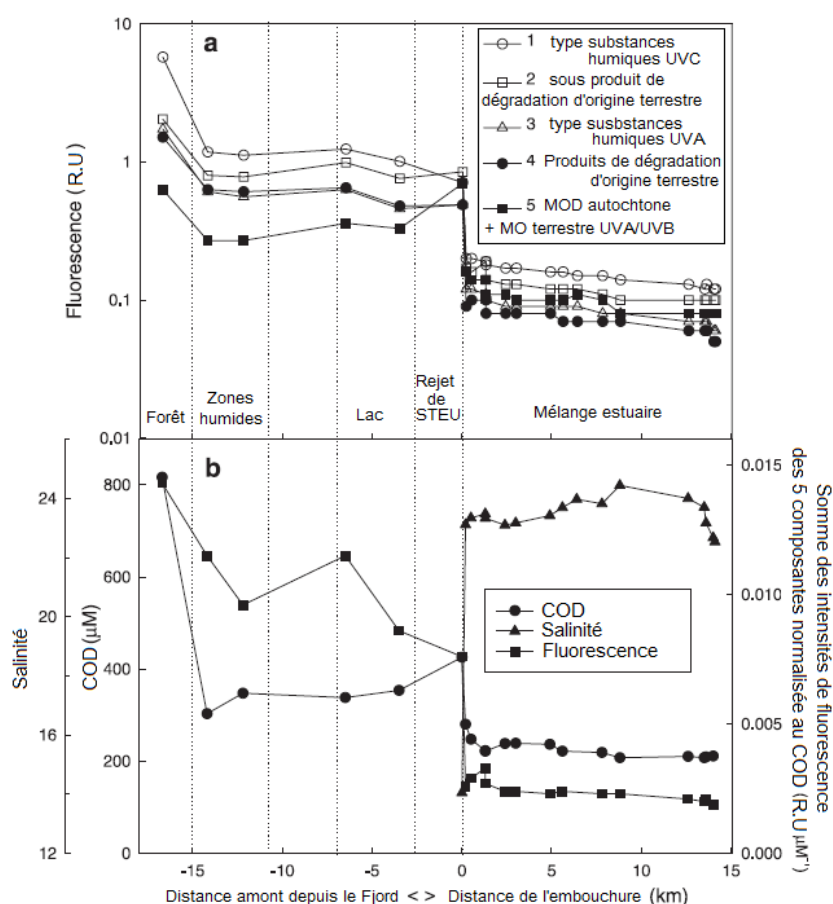 10
a
1 type substances
humiques UVC
2 sous produit de
dégradation d'origine terrestre
3 type susbstances
humiques UVA
4 Produits de dégradation
d'origine terrestre
5 MOD autochtone
+ MO terrestre UVA/UVB
Fluorescence (R.U)
1
0,1
Forêt
Zones
humides
Lac
Rejet
de
STEU
Mélange estuaire
0,01
b
Salinité
24
20
16
12
COD (µM)
800
600
400
200
0
COD
Salinité
Fluorescence
0.015
0.010
0.005
0.000
Somme des intensités de fluorescence
des 5 composantes normalisée au COD (R.U µM⁻¹)
-15 -10 -5 0 5 10 15
Distance amont depuis le Fjord < > Distance de l'embouchure (km)